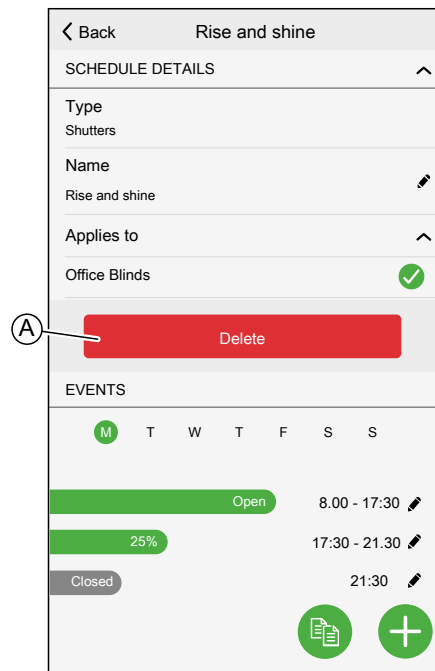 Back Rise and shine
SCHEDULE DETAILS
Type
Shutters
Name
Rise and shine
Applies to
Office Blinds
A Delete
EVENTS
M T W T F S S
Open 8.00 - 17:30
25% 17:30 - 21.30
Closed 21:30